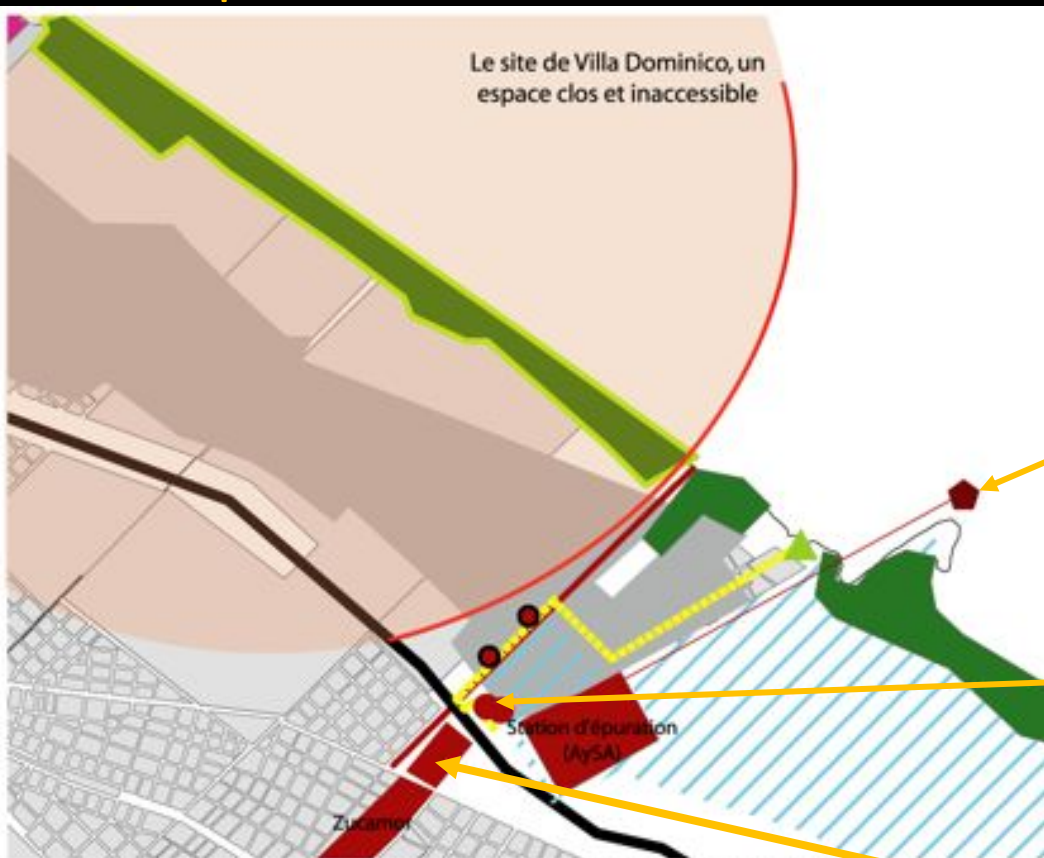 Le site de Villa Dominico, un
espace clos et inaccessible
Station d'épuration
(AySA)
Zucamor